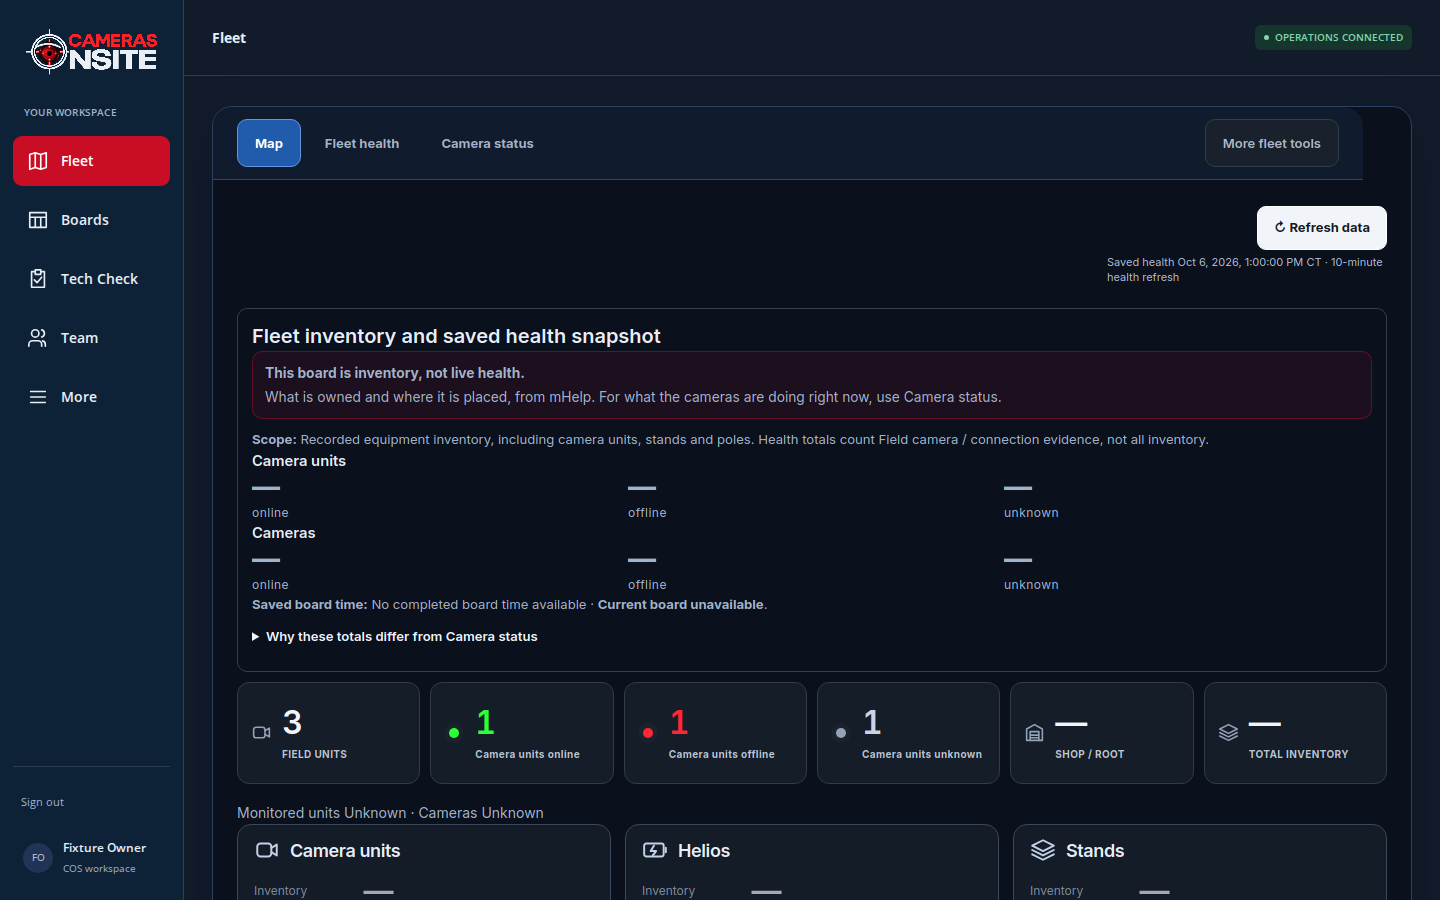 CAMERAS
NSITE
YOUR WORKSPACE
Fleet
Boards
Tech Check
Team
More
Sign out
FO
Fixture Owner
COS workspace
Fleet
OPERATIONS CONNECTED
Map
Fleet health
Camera status
More fleet tools
↻ Refresh data
Saved health Oct 6, 2026, 1:00:00 PM CT · 10-minute
health refresh
Fleet inventory and saved health snapshot
This board is inventory, not live health.
What is owned and where it is placed, from mHelp. For what the cameras are doing right now, use Camera status.
Scope: Recorded equipment inventory, including camera units, stands and poles. Health totals count Field camera / connection evidence, not all inventory.
Camera units
— — —
online offline unknown
Cameras
— — —
online offline unknown
Saved board time: No completed board time available · Current board unavailable.
▶ Why these totals differ from Camera status
3
FIELD UNITS
1
Camera units online
1
Camera units offline
1
Camera units unknown
—
SHOP / ROOT
—
TOTAL INVENTORY
Monitored units Unknown · Cameras Unknown
Camera units
Inventory —
Helios
Inventory —
Stands
Inventory —